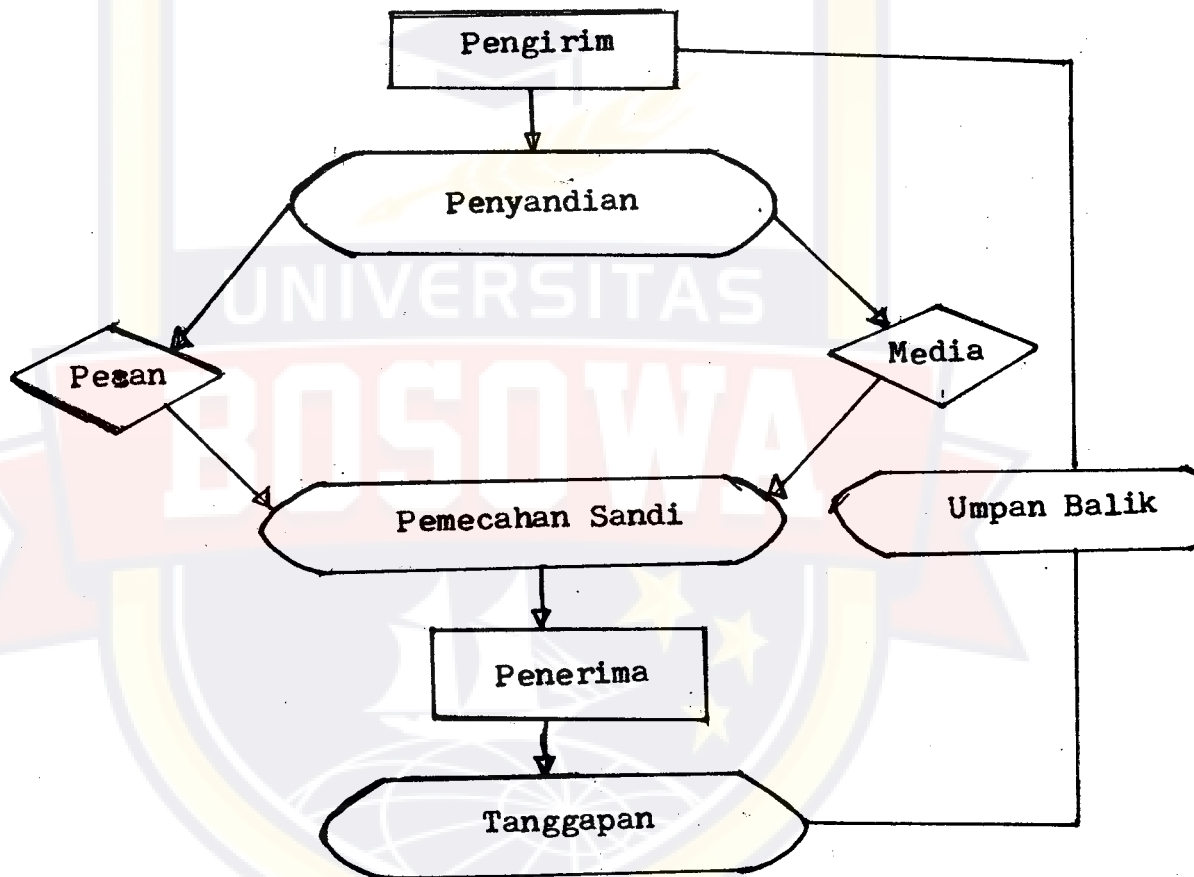 Pengirim
Penyandian
UNIVERSITAS
Pesan
Media
BOSOWA
Pemecahan Sandi
Umpan Balik
Penerima
Tanggapan